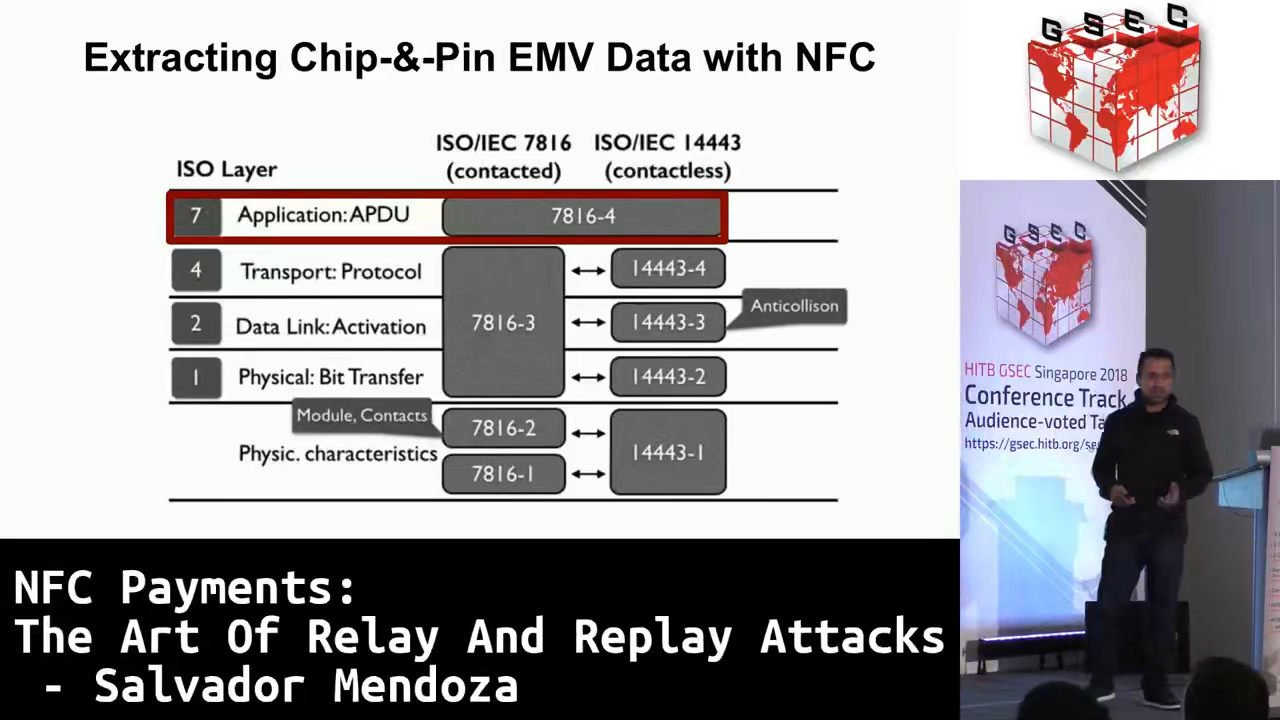 Extracting Chip-&-Pin EMV Data with NFC
ISO Layer
ISO/IEC 7816
(contacted)
ISO/IEC 14443
(contactless)
7
Application: APDU
7816-4
4
Transport: Protocol
14443-4
2
Data Link: Activation
7816-3
14443-3
Anticollison
1
Physical: Bit Transfer
14443-2
Module, Contacts
Physic. characteristics
7816-2
7816-1
14443-1
NFC Payments:
The Art Of Relay And Replay Attacks
- Salvador Mendoza
GSEC
GSEC
HITB GSEC Singapore 2018
Conference Track
Audience-voted
https://gsec.hitb.org/